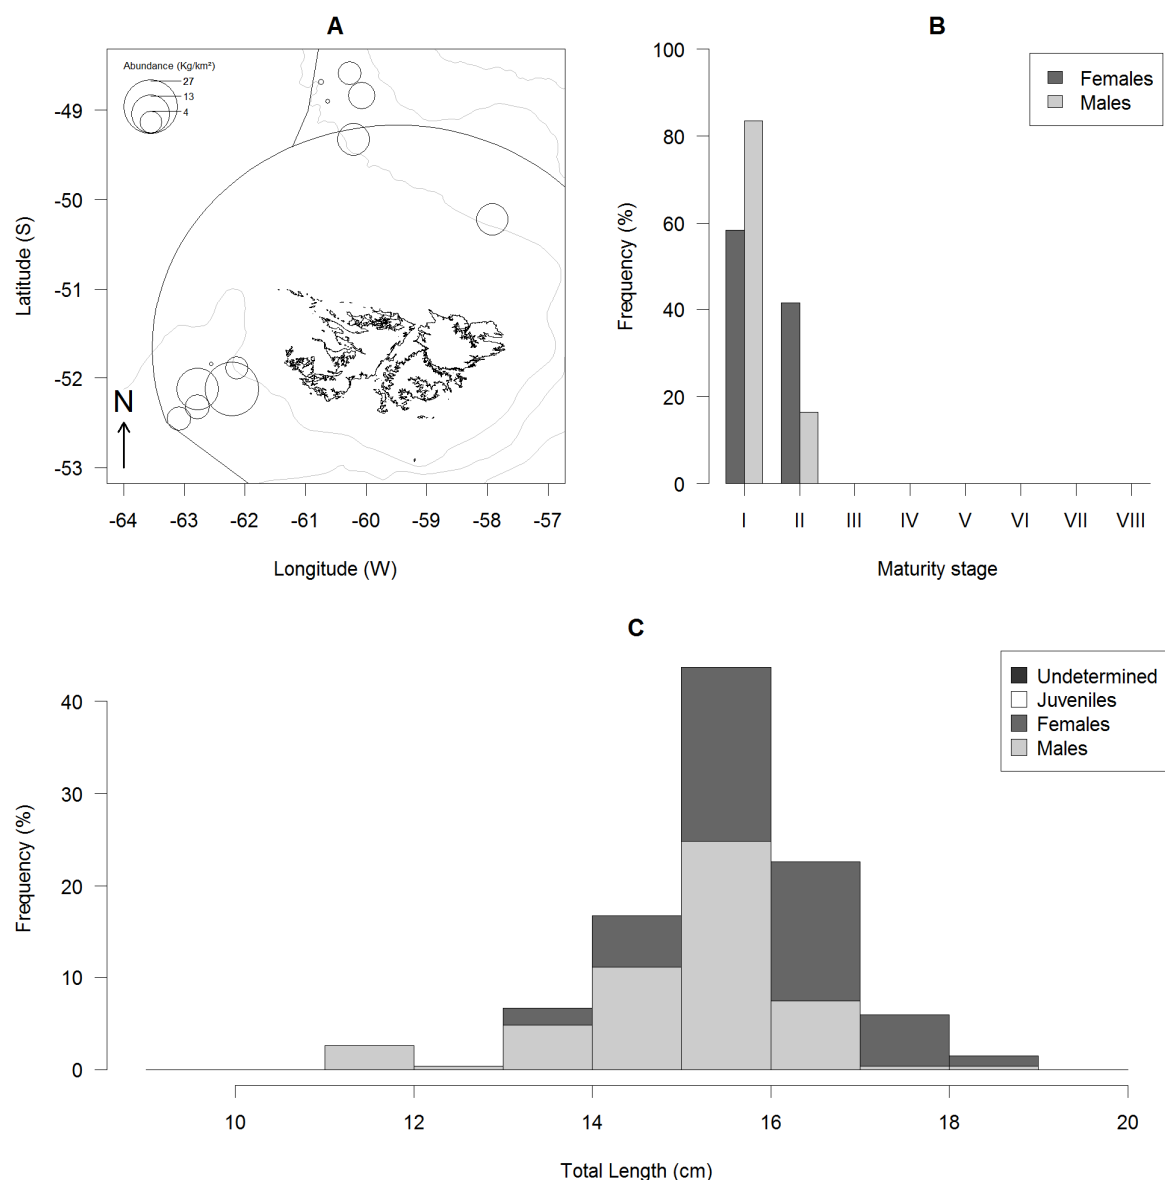 A
Abundance (Kg/km²)
27
13
4
N
-49
-50
-51
-52
-53
Latitude (S)
-64 -63 -62 -61 -60 -59 -58 -57
Longitude (W)
B
100
80
60
40
20
0
Frequency (%)
Females
Males
I II III IV V VI VII VIII
Maturity stage
C
40
30
20
10
0
Frequency (%)
Undetermined
Juveniles
Females
Males
10 12 14 16 18 20
Total Length (cm)